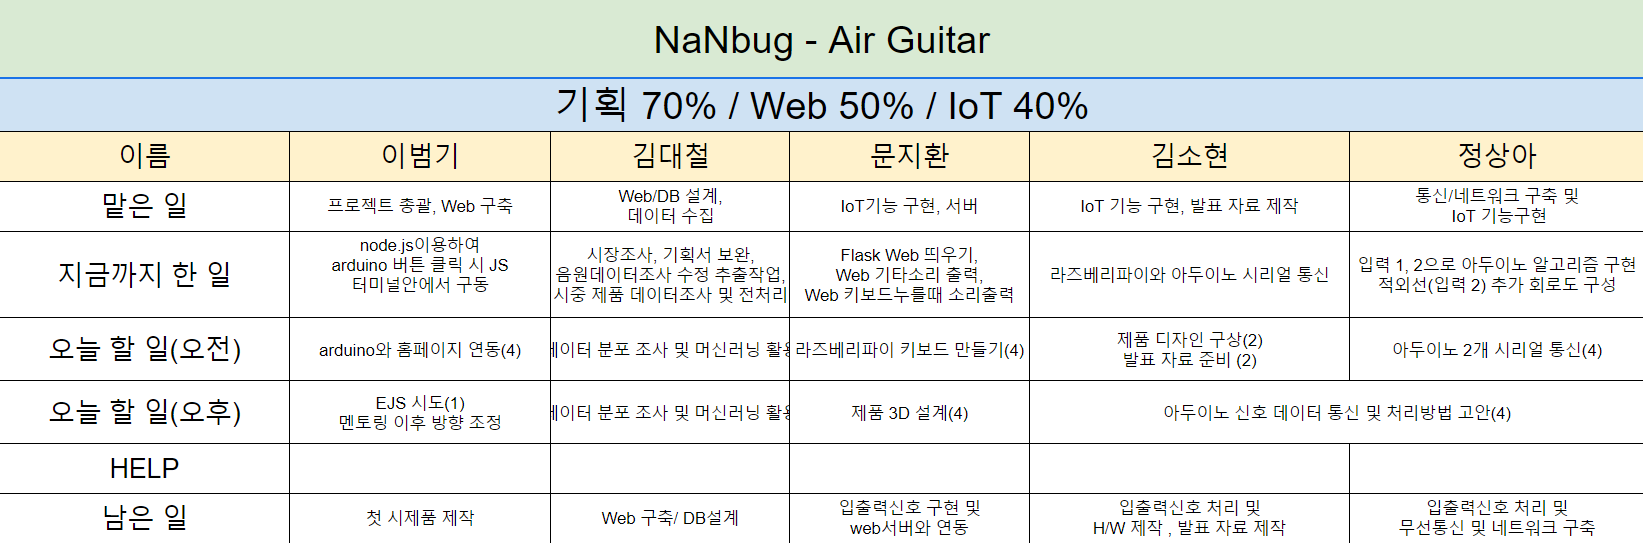 NaNbug - Air Guitar
기획 70% / Web 50% / IoT 40%
이름
이범기
김대철
문지환
김소현
정상아
맡은 일
프로젝트 총괄, Web 구축
Web/DB 설계,
데이터 수집
IoT기능 구현, 서버
IoT 기능 구현, 발표 자료 제작
통신/네트워크 구축 및
IoT 기능구현
지금까지 한 일
node.js이용하여
arduino 버튼 클릭 시 JS
터미널안에서 구동
시장조사, 기획서 보완,
음원데이터조사 수정 추출작업,
시중 제품 데이터조사 및 전처리
Flask Web 띄우기,
Web 기타소리 출력,
Web 키보드누를때 소리출력
라즈베리파이와 아두이노 시리얼 통신
입력 1, 2으로 아두이노 알고리즘 구현
적외선(입력 2) 추가 회로도 구성
오늘 할 일(오전)
arduino와 홈페이지 연동(4)
이터 분포 조사 및 머신러닝 활
라즈베리파이 키보드 만들기(4)
제품 디자인 구상(2)
발표 자료 준비 (2)
아두이노 2개 시리얼 통신(4)
오늘 할 일(오후)
EJS 시도(1)
멘토링 이후 방향 조정
이터 분포 조사 및 머신러닝 활
제품 3D 설계(4)
아두이노 신호 데이터 통신 및 처리방법 고안(4)
HELP
남은 일
첫 시제품 제작
Web 구축/ DB설계
입출력신호 구현 및
web서버와 연동
입출력신호 처리 및
H/W 제작 , 발표 자료 제작
입출력신호 처리 및
무선통신 및 네트워크 구축